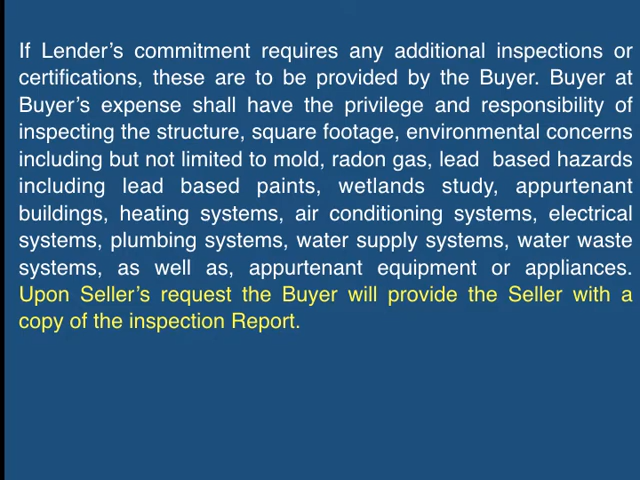 If Lender's commitment requires any additional inspections or
certifications, these are to be provided by the Buyer. Buyer at
Buyer's expense shall have the privilege and responsibility of
inspecting the structure, square footage, environmental concerns
including but not limited to mold, radon gas, lead based hazards
including lead based paints, wetlands study, appurtenant
buildings, heating systems, air conditioning systems, electrical
systems, plumbing systems, water supply systems, water waste
systems, as well as, appurtenant equipment or appliances.
Upon Seller's request the Buyer will provide the Seller with a
copy of the inspection Report.